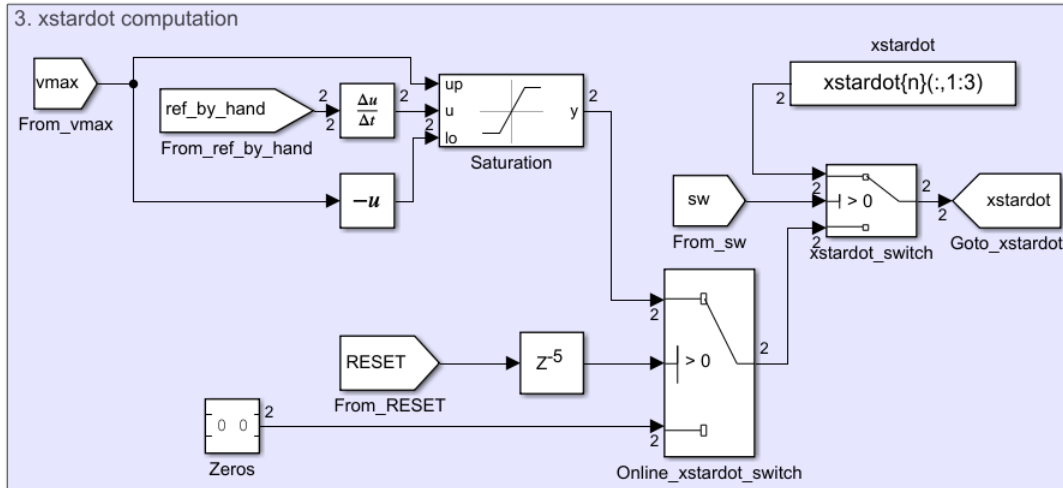 3. xstardot computation
xstardot
vmax
From_vmax
xstardot{n}(:,1:3)
2
ref_by_hand
From_ref_by_hand
2
2
Δu
Δt
2
2
up
u
lo
y
Saturation
2
-u
sw
From_sw
2
> 0
2
xstardot_switch
2
2
xstardot
Goto_xstardot
RESET
From_RESET
Z-5
2
> 0
2
2
Online_xstardot_switch
0 0
2
Zeros